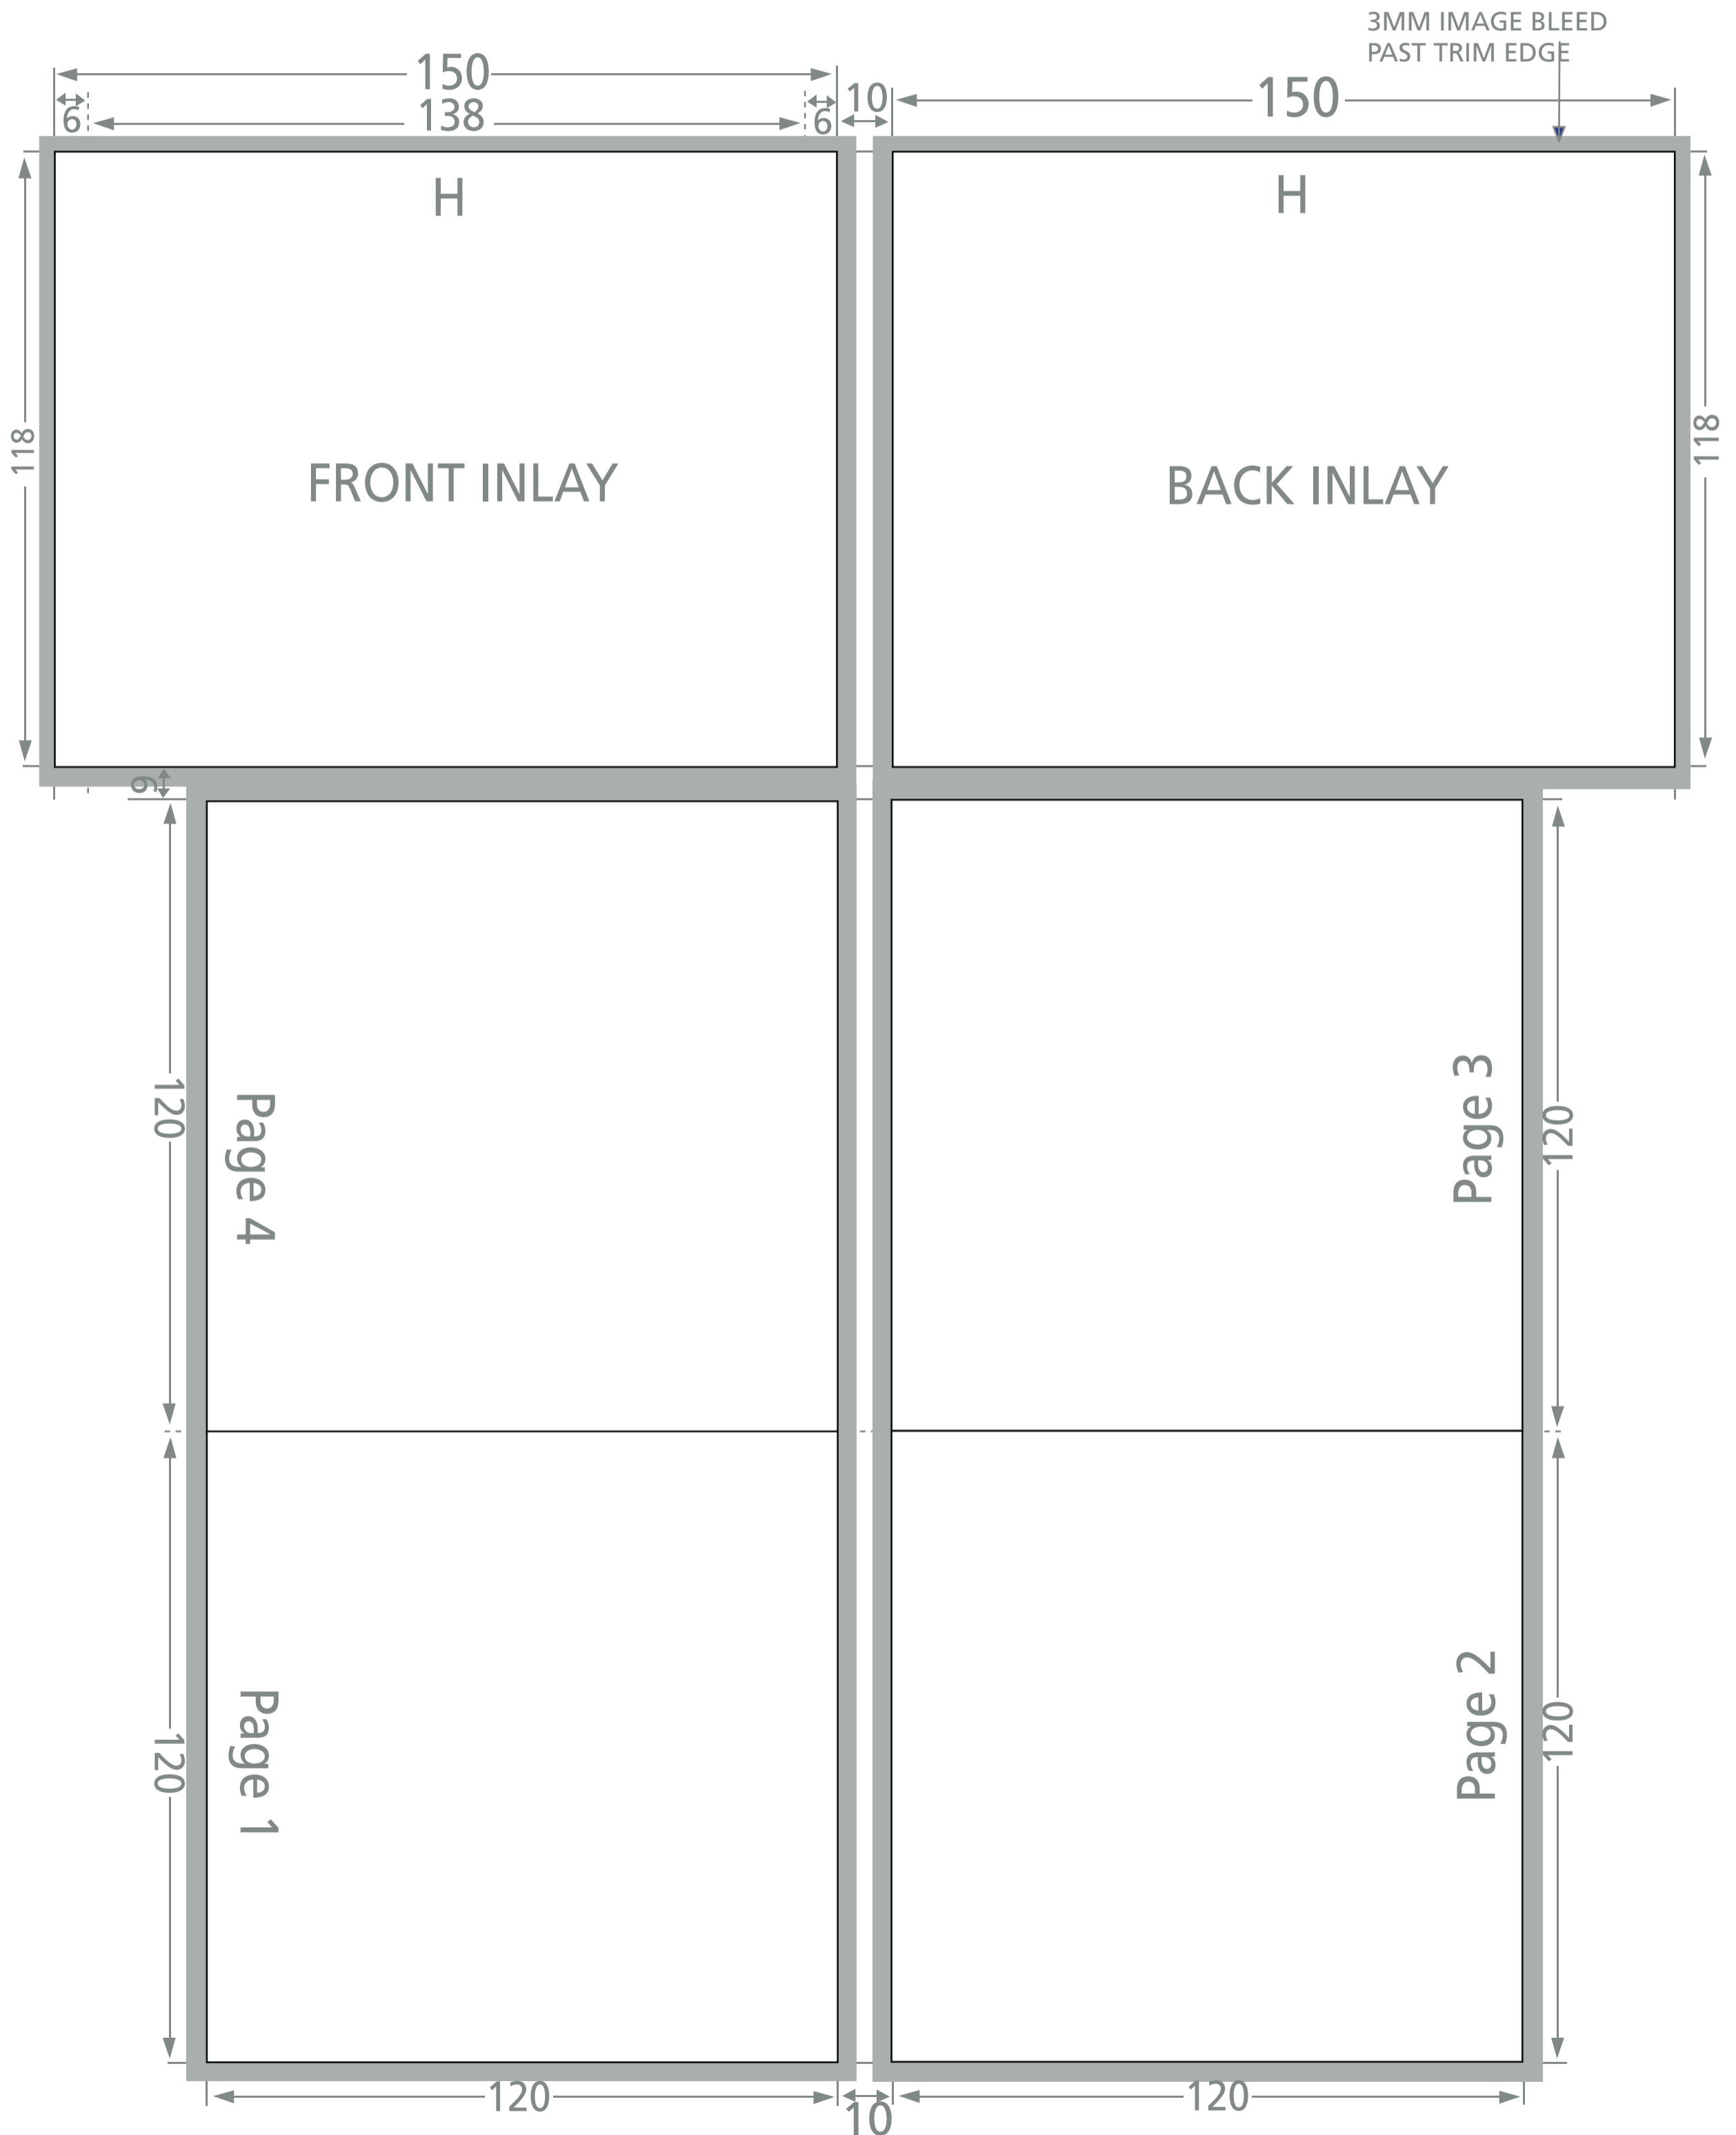 3MM IMAGE BLEED
PAST TRIM EDGE
150
138
6
6
10
150
H
H
118
118
FRONT INLAY
BACK INLAY
6
120
Page 4
Page 3
120
120
Page 1
Page 2
120
120
10
120